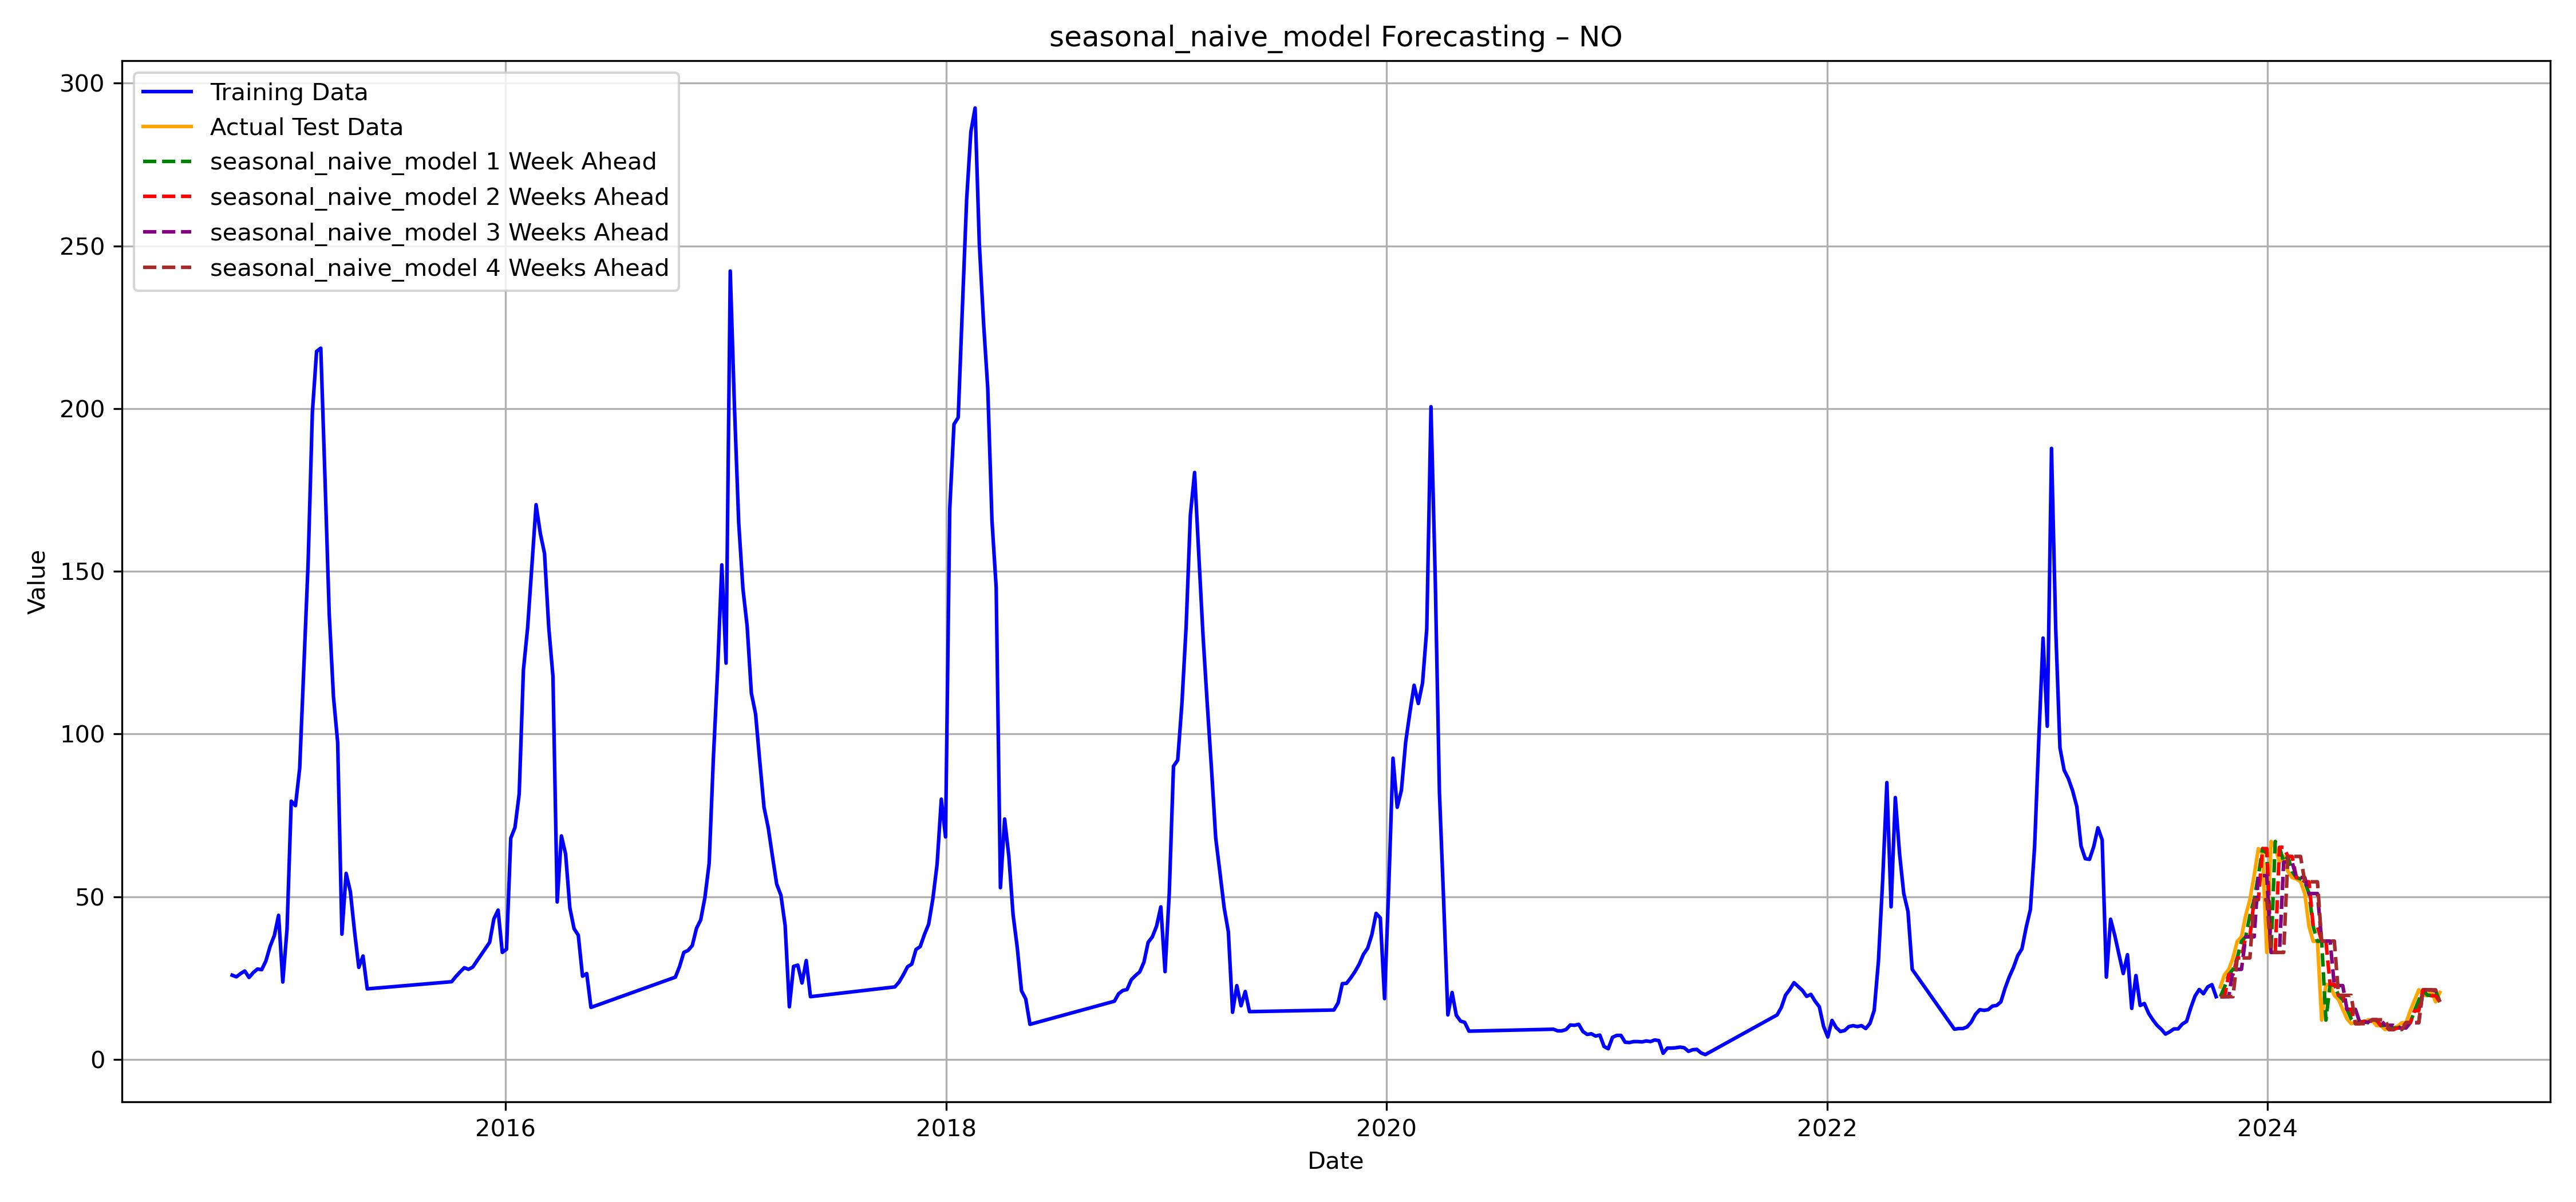 seasonal_naive_model Forecasting – NO
Training Data
Actual Test Data
seasonal_naive_model 1 Week Ahead
seasonal_naive_model 2 Weeks Ahead
seasonal_naive_model 3 Weeks Ahead
seasonal_naive_model 4 Weeks Ahead
300
250
200
150
100
50
0
Value
2016
2018
2020
2022
2024
Date